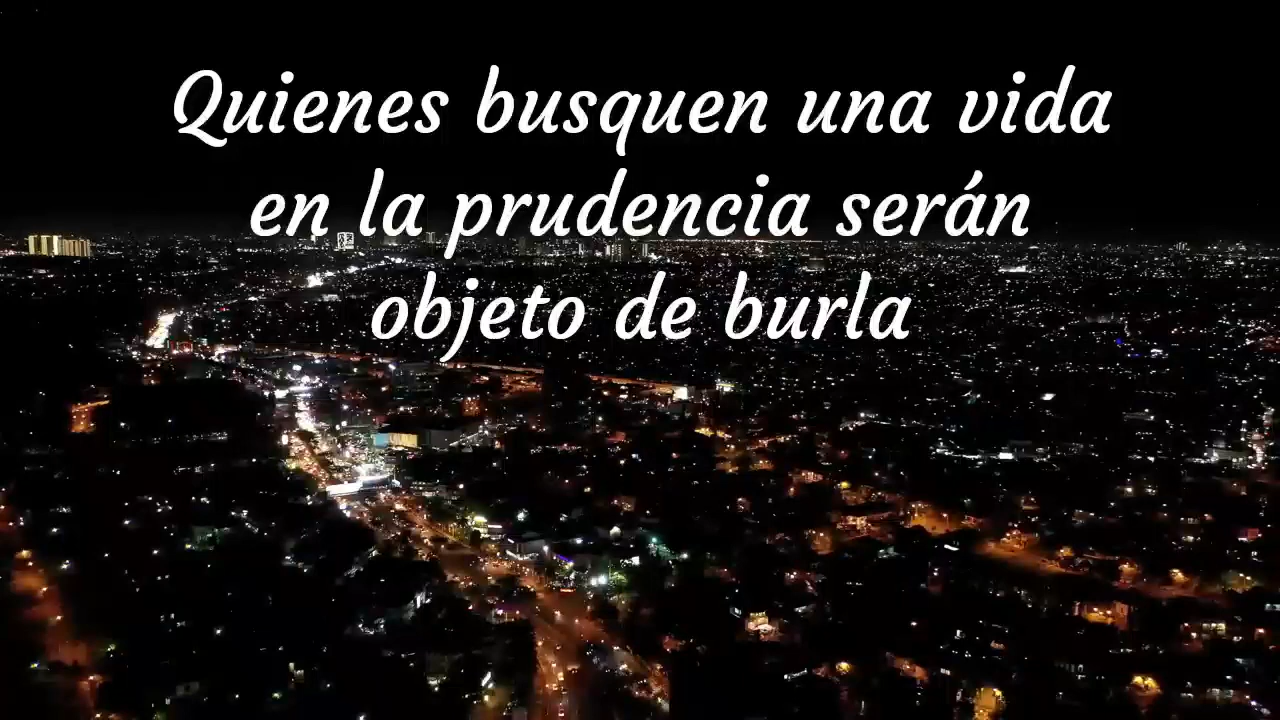 Quienes busquen una vida
en la prudencia serán
objeto de burla